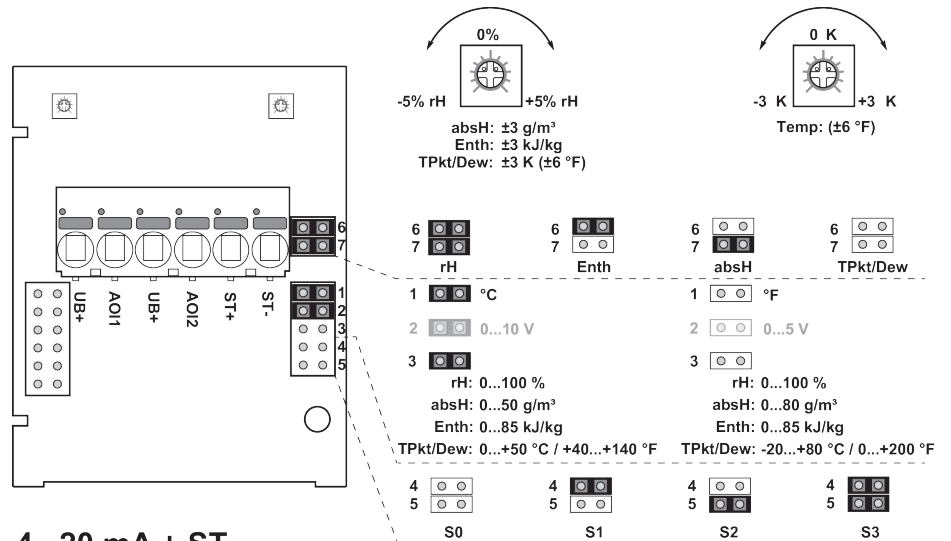 0%
-5% rH
+5% rH
absH: ±3 g/m³
Enth: ±3 kJ/kg
TPkt/Dew: ±3 K (±6 °F)
0 K
-3 K
+3 K
Temp: (±6 °F)
6
7
UB+
AOI1
UB+
AOI2
ST+
ST-
1
2
3
4
5
6
7
rH
6
7
Enth
6
7
absH
6
7
TPkt/Dew
1 °C
2 0...10 V
3
rH: 0...100 %
absH: 0...50 g/m³
Enth: 0...85 kJ/kg
TPkt/Dew: 0...+50 °C / +40...+140 °F
1 °F
2 0...5 V
3
rH: 0...100 %
absH: 0...80 g/m³
Enth: 0...85 kJ/kg
TPkt/Dew: -20...+80 °C / 0...+200 °F
4
5
S0
4
5
S1
4
5
S2
4
5
S3
4...20 mA + ST